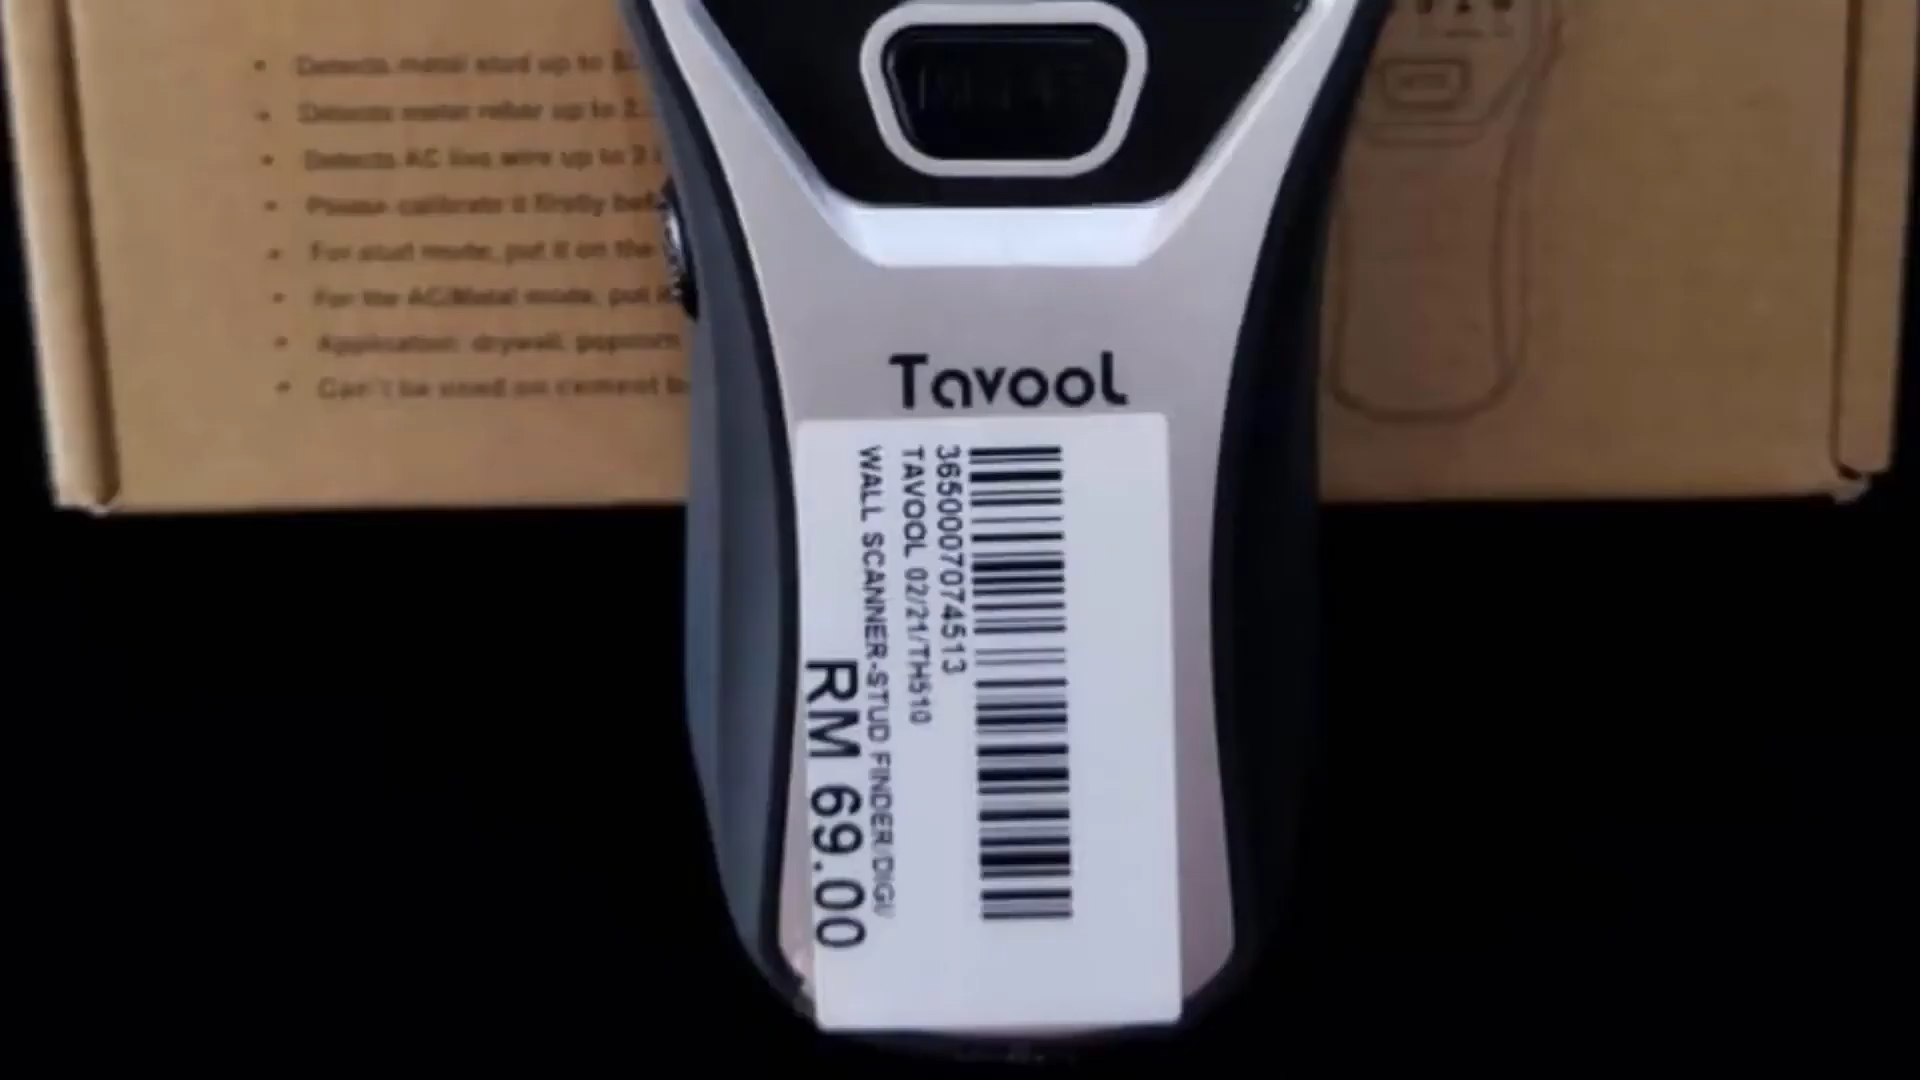 Detects metal stud up to
Detects meter rebar up to
Detects AC live wire up to 3
Please calibrate it firstly
For stud mode, put it on the
For the AC/Metal mode, put
Application: drywall, popcorn
Can't be used on cement
Tavool
3650007074513
TAVOOL 02/21/TH510
WALL SCANNER-STUD FINDER/DIGI/
RM 69.00